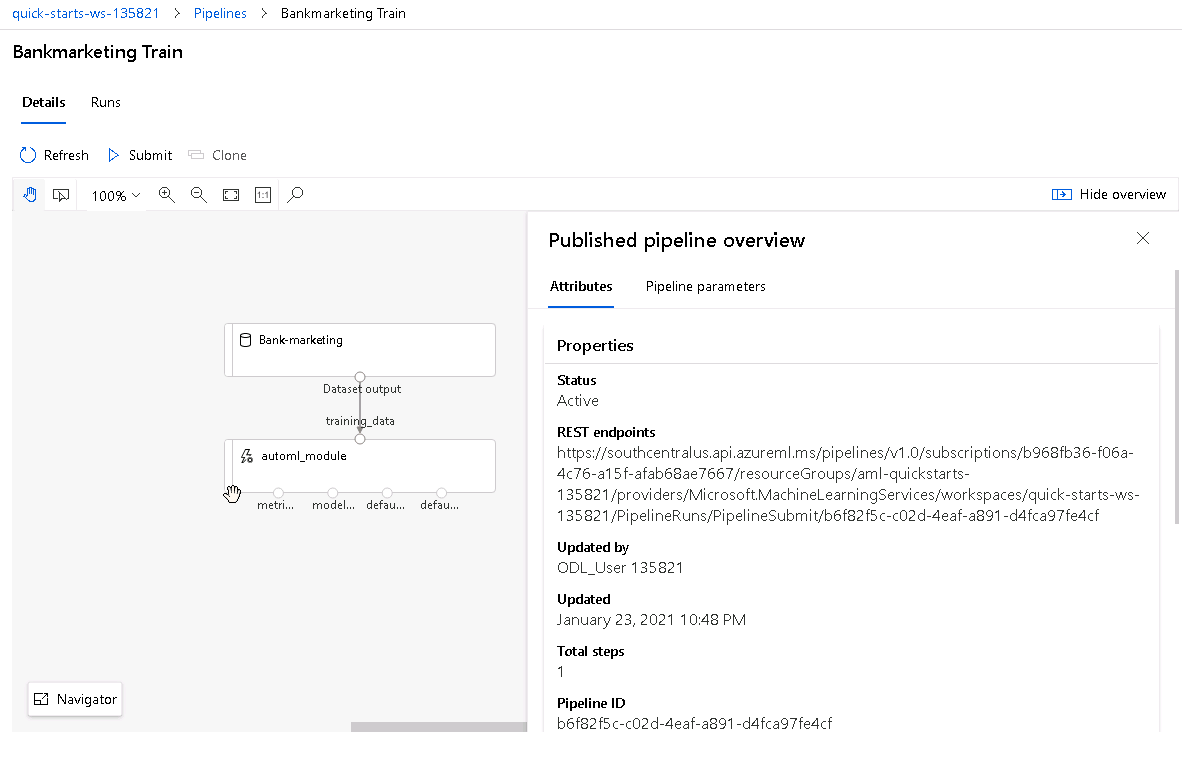 quick-starts-ws-135821 > Pipelines > Bankmarketing Train
Bankmarketing Train
Details Runs
Refresh Submit Clone
100% 1:1 Hide overview
Bank-marketing
Dataset output
training_data
automl_module
metri... model... defau... defau...
Navigator
Published pipeline overview
Attributes Pipeline parameters
Properties
Status
Active
REST endpoints
https://southcentralus.api.azureml.ms/pipelines/v1.0/subscriptions/b968fb36-f06a-
4c76-a15f-afab68ae7667/resourceGroups/aml-quickstarts-
135821/providers/Microsoft.MachineLearningServices/workspaces/quick-starts-ws-
135821/PipelineRuns/PipelineSubmit/b6f82f5c-c02d-4eaf-a891-d4fca97fe4cf
Updated by
ODL_User 135821
Updated
January 23, 2021 10:48 PM
Total steps
1
Pipeline ID
b6f82f5c-c02d-4eaf-a891-d4fca97fe4cf